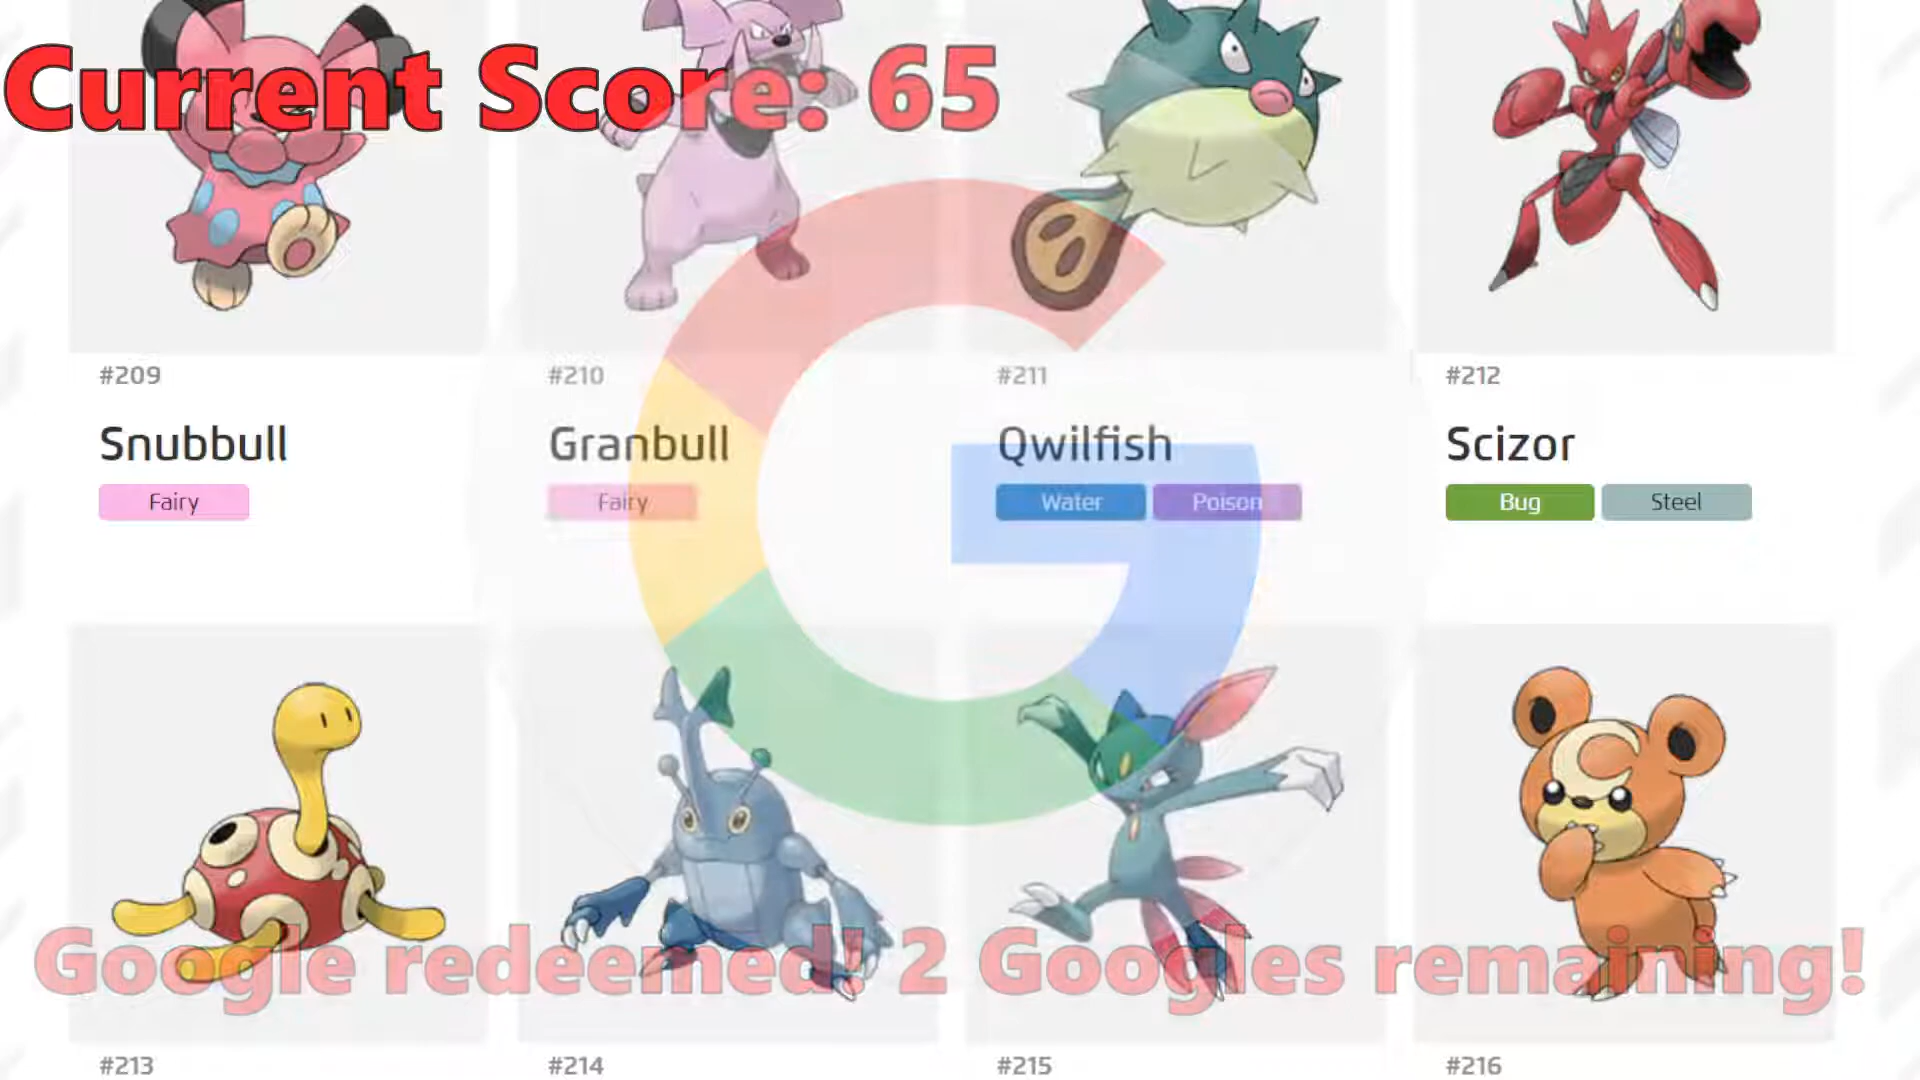 Current Score: 65
#209 #210 #211 #212
Snubbull Granbull Qwilfish Scizor
Fairy Fairy Water Poison Bug Steel
Google redeemed! 2 Googles remaining!
#213 #214 #215 #216